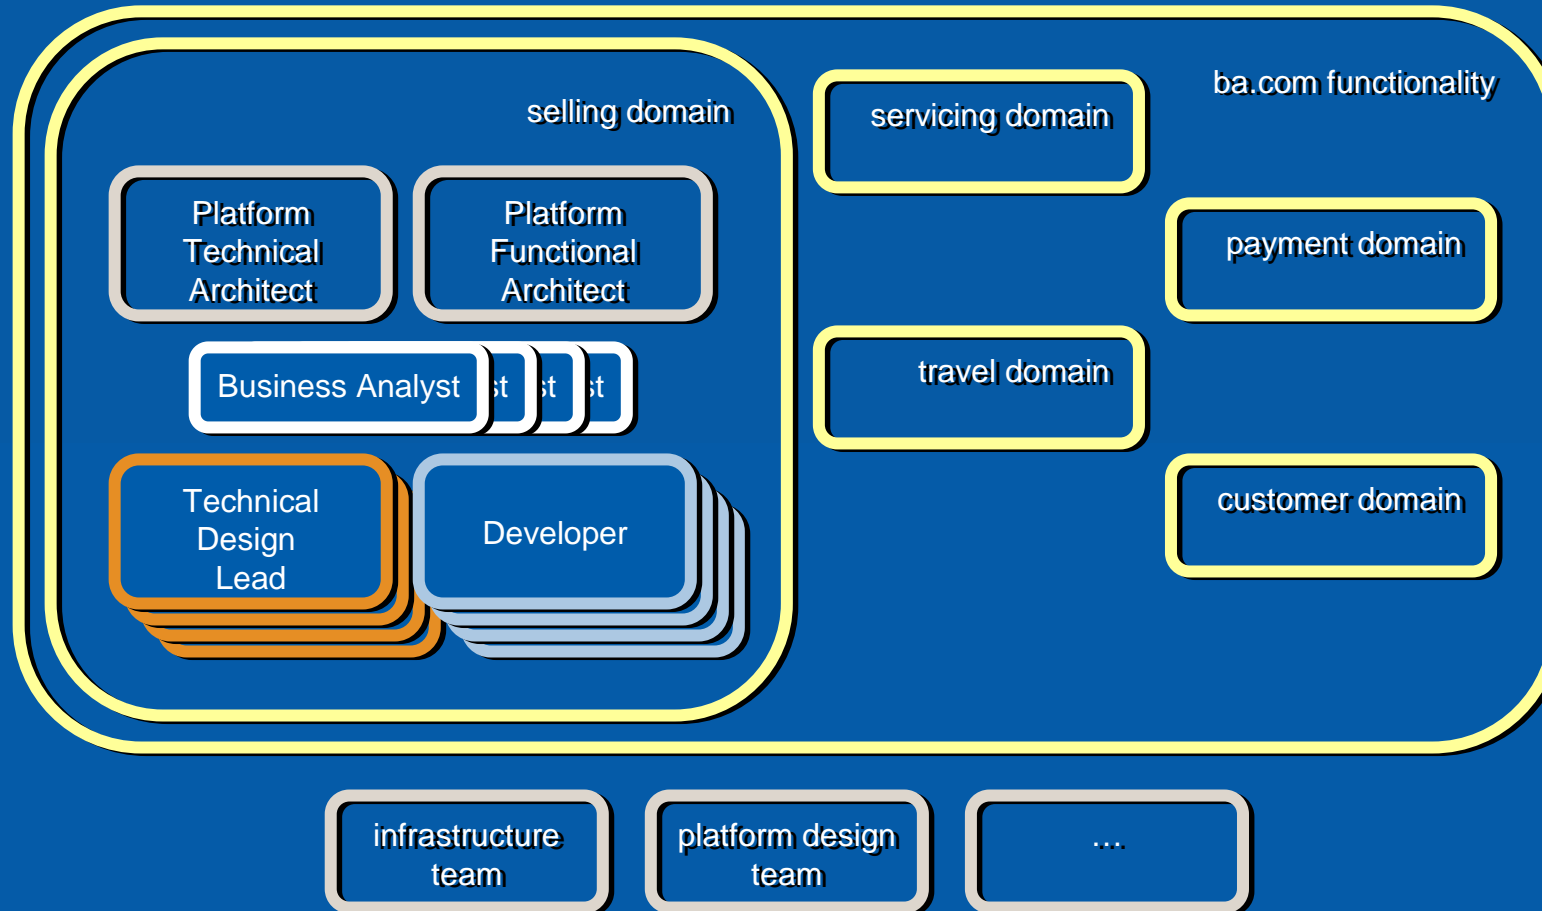 selling domain
servicing domain
ba.com functionality
Platform
Technical
Architect
Platform
Functional
Architect
payment domain
Business Analyst
st
st
st
travel domain
Technical
Design
Lead
Developer
customer domain
infrastructure
team
platform design
team
...